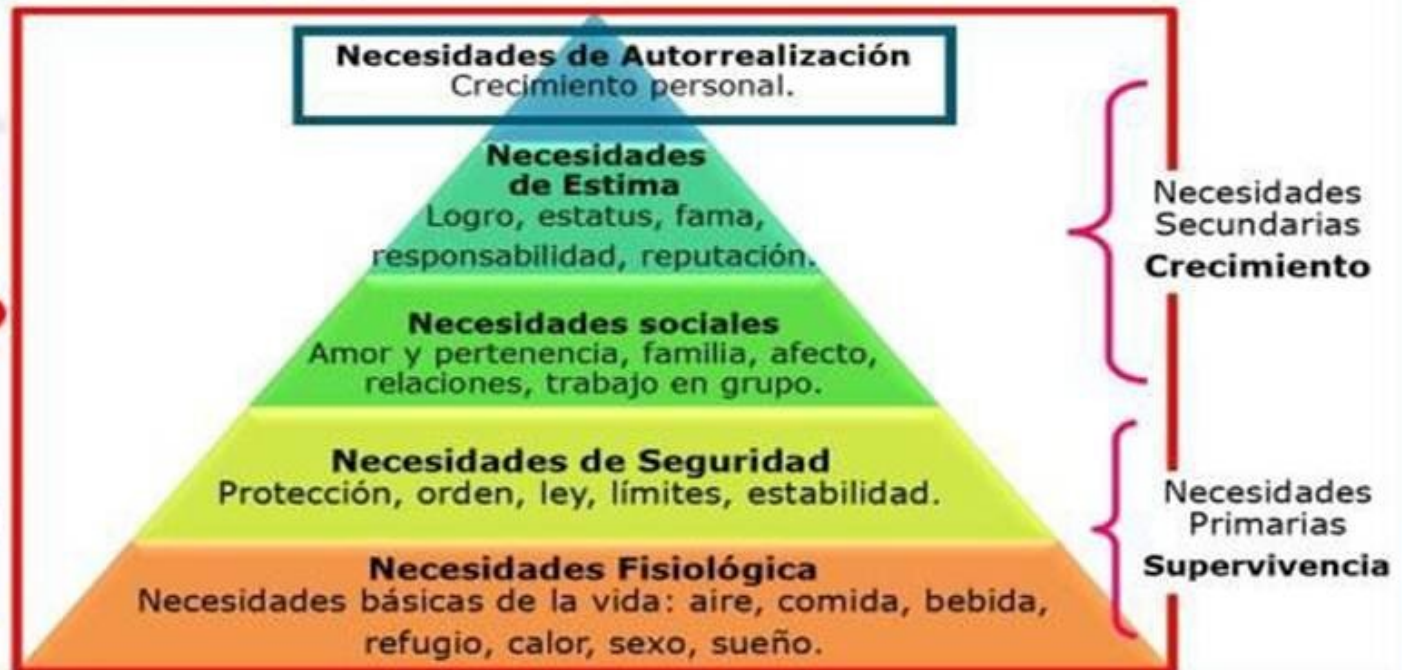 Necesidades de Autorrealización
Crecimiento personal.
Necesidades
de Estima
Logro, estatus, fama,
responsabilidad, reputación.
Necesidades sociales
Amor y pertenencia, familia, afecto,
relaciones, trabajo en grupo.
Necesidades de Seguridad
Protección, orden, ley, límites, estabilidad.
Necesidades Fisiológica
Necesidades básicas de la vida: aire, comida, bebida,
refugio, calor, sexo, sueño.
Necesidades
Secundarias
Crecimiento
Necesidades
Primarias
Supervivencia